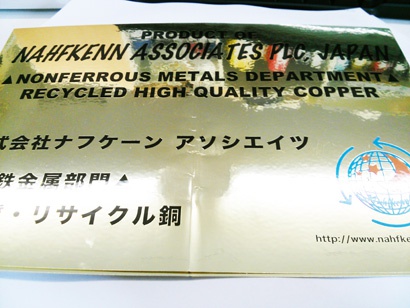 PRODUCT OF
NAHFKENN ASSOCIATES PLC, JAPAN
▲NONFERROUS METALS DEPARTMENT▲
RECYCLED HIGH QUALITY COPPER
式会社ナフケーン アソシエイツ
鉄金属部門▲
・リサイクル銅
http://www.nahfke